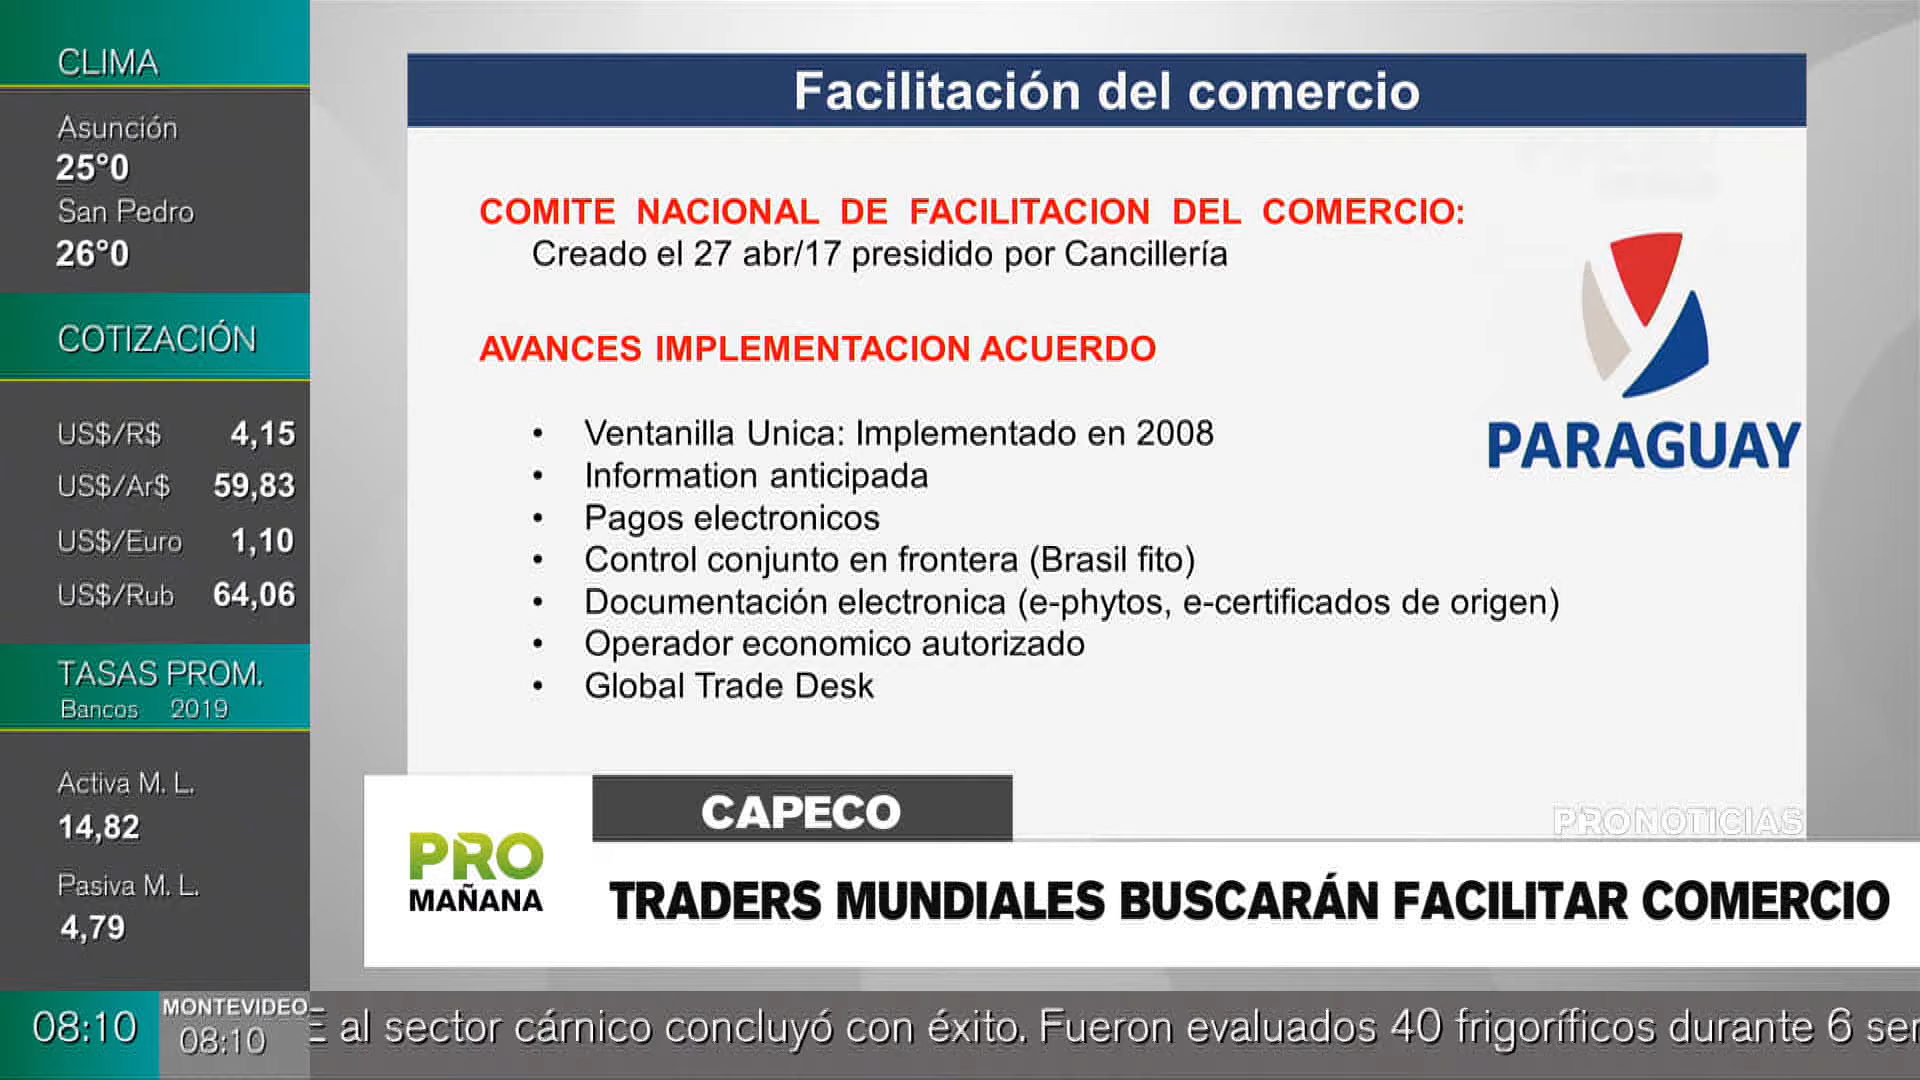 CLIMA
Asunción
25°0
San Pedro
26°0
COTIZACIÓN
US$/R$ 4,15
US$/Ar$ 59,83
US$/Euro 1,10
US$/Rub 64,06
TASAS PROM.
Bancos 2019
Activa M. L.
14,82
Pasiva M. L.
4,79
Facilitación del comercio
COMITE NACIONAL DE FACILITACION DEL COMERCIO:
Creado el 27 abr/17 presidido por Cancillería
AVANCES IMPLEMENTACION ACUERDO
• Ventanilla Unica: Implementado en 2008
• Information anticipada
• Pagos electronicos
• Control conjunto en frontera (Brasil fito)
• Documentación electronica (e-phytos, e-certificados de origen)
• Operador economico autorizado
• Global Trade Desk
PARAGUAY
PRONOTICIAS
CAPECO
PRO
MAÑANA
TRADERS MUNDIALES BUSCARÁN FACILITAR COMERCIO
08:10
MONTEVIDEO
08:10
al sector cárnico concluyó con éxito. Fueron evaluados 40 frigoríficos durante 6